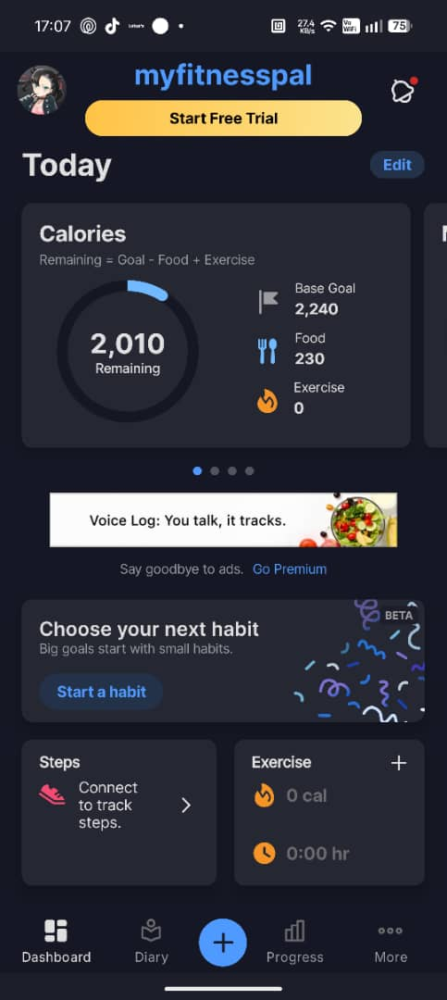 17:07
27.4
KB/s
Vo
WiFi
75
myfitnesspal
Start Free Trial
Today
Edit
Calories
Remaining = Goal - Food + Exercise
2,010
Remaining
Base Goal
2,240
Food
230
Exercise
0
Voice Log: You talk, it tracks.
Say goodbye to ads. Go Premium
Choose your next habit
BETA
Big goals start with small habits.
Start a habit
Steps
Connect
to track
steps.
Exercise
0 cal
0:00 hr
Dashboard
Diary
Progress
More